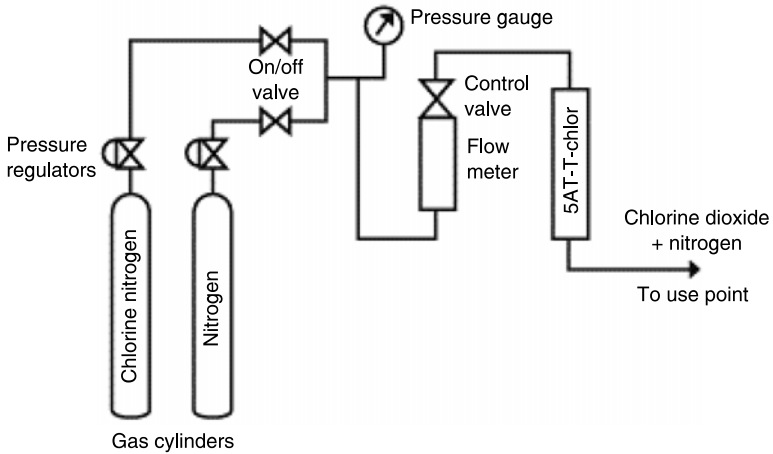 Pressure gauge
On/off
valve
Control
valve
Pressure
regulators
Flow
meter
5AT-T-chlor
Chlorine dioxide
+ nitrogen
To use point
Chlorine nitrogen
Nitrogen
Gas cylinders